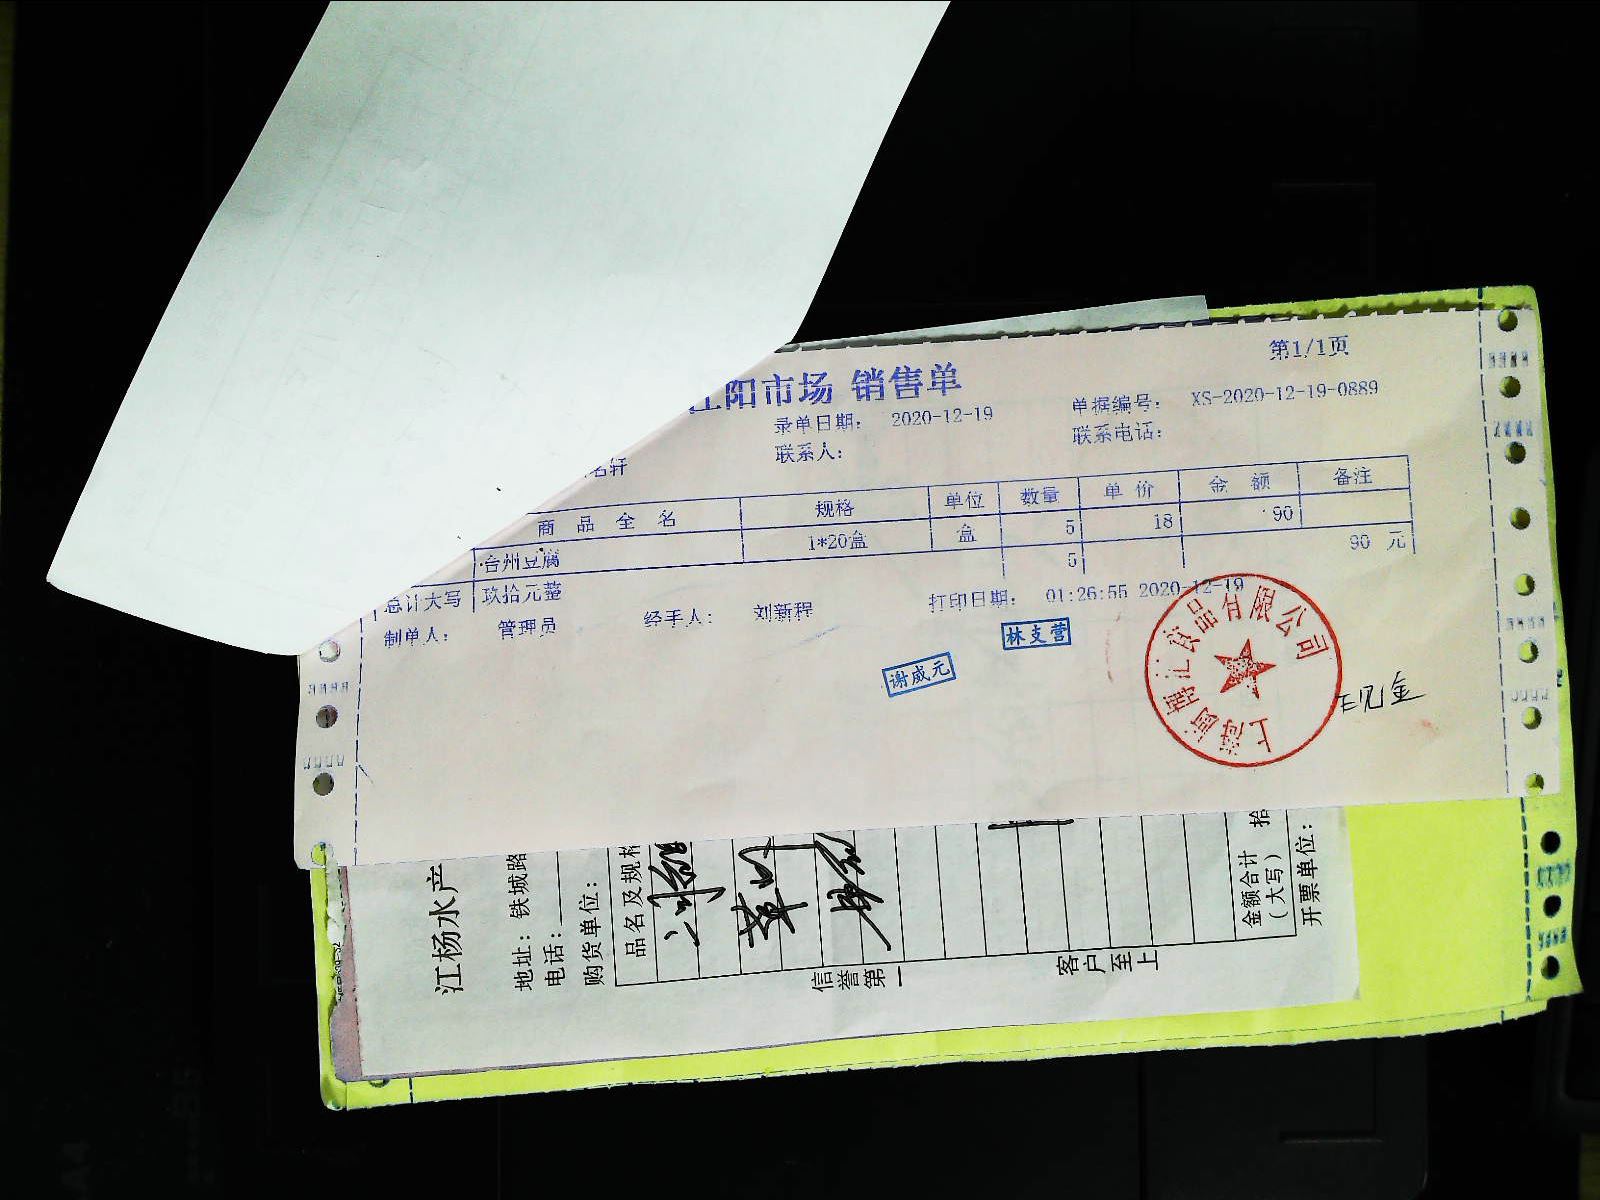 第1/1页
江阳市场 销售单
录单日期: 2020-12-19
单据编号: XS-2020-12-19-0889
名轩
联系人:
联系电话:
商品全名 规格 单位 数量 单价 金额 备注
台州豆腐 1*20盒 盒 5 18 90
5 90 元
总计大写 玖拾元整
制单人: 管理员 经手人: 刘新程 打印日期: 01:26:55 2020-12-19
林支营
谢威元
江杨水产
地址: 铁城路
电话:
购货单位:
品名及规格
金额合计
(大写)
拾
开票单位:
信誉第一
客户至上